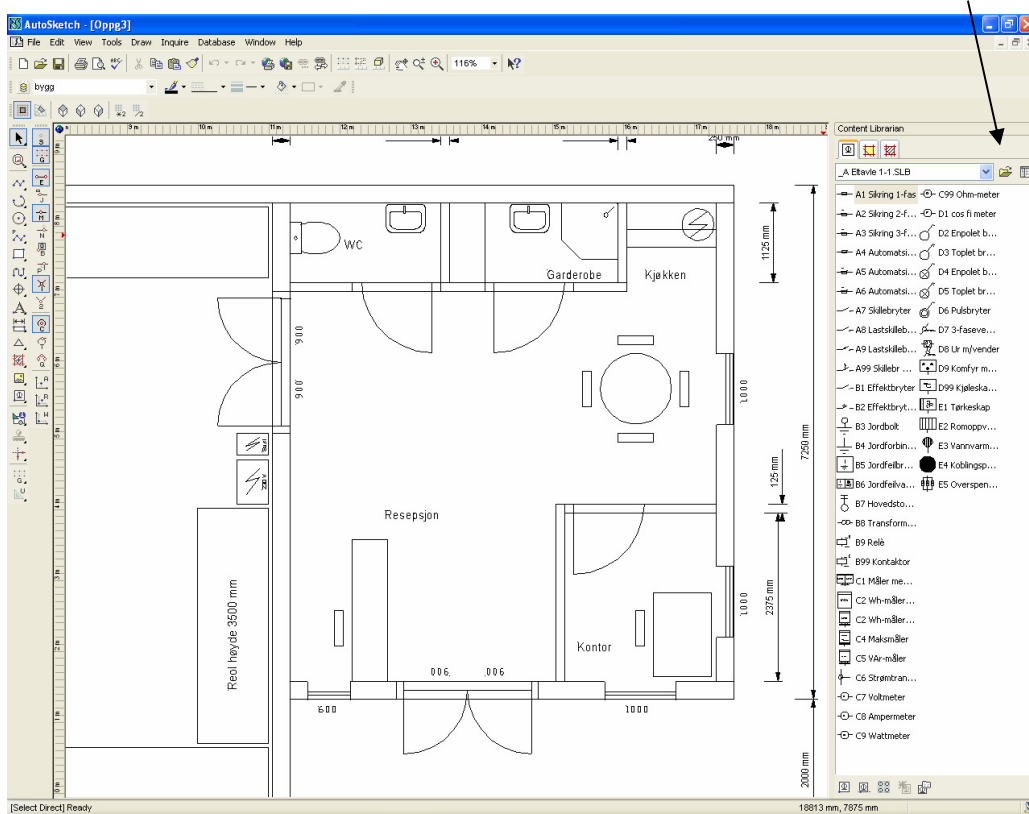 AutoSketch - [Oppg3]
File Edit View Tools Draw Inquire Database Window Help
116%
bygg
9 m 10 m 11 m 12 m 13 m 14 m 15 m 16 m 17 m 18 m
250 mm
WC
Garderobe
Kjøkken
1125 mm
900
900
1000
7250 mm
125 mm
Resepsjon
Reol høyde 3500 mm
2375 mm
1000
Kontor
900
900
600
1000
2000 mm
Content Librarian
_A Eltavle 1-1.SLB
A1 Sikring 1-fas
A2 Sikring 2-f...
A3 Sikring 3-f...
A4 Automatsi...
A5 Automatsi...
A6 Automatsi...
A7 Skillebryter
A8 Lastskilleb...
A9 Lastskilleb...
A99 Skillebr ...
B1 Effektbryter
B2 Effektbryt...
B3 Jordbolt
B4 Jordforbin...
B5 Jordfeilbr...
B6 Jordfeilva...
B7 Hovedsto...
B8 Transform...
B9 Relè
B99 Kontaktor
C1 Måler me...
C2 Wh-måler...
C2 Wh-måler...
C4 Maksmåler
C5 VAr-måler
C6 Strømtran...
C7 Voltmeter
C8 Ampermeter
C9 Wattmeter
C99 Ohm-meter
D1 cos fi meter
D2 Enpolet b...
D3 Toplet br...
D4 Enpolet b...
D5 Toplet br...
D6 Pulsbryter
D7 3-faseve...
D8 Ur m/vender
D9 Komfyr m...
D99 Kjøleska...
E1 Tørkeskap
E2 Romoppv...
E3 Vannvarm...
E4 Koblingsp...
E5 Overspen...
[Select Direct] Ready
18813 mm, 7875 mm